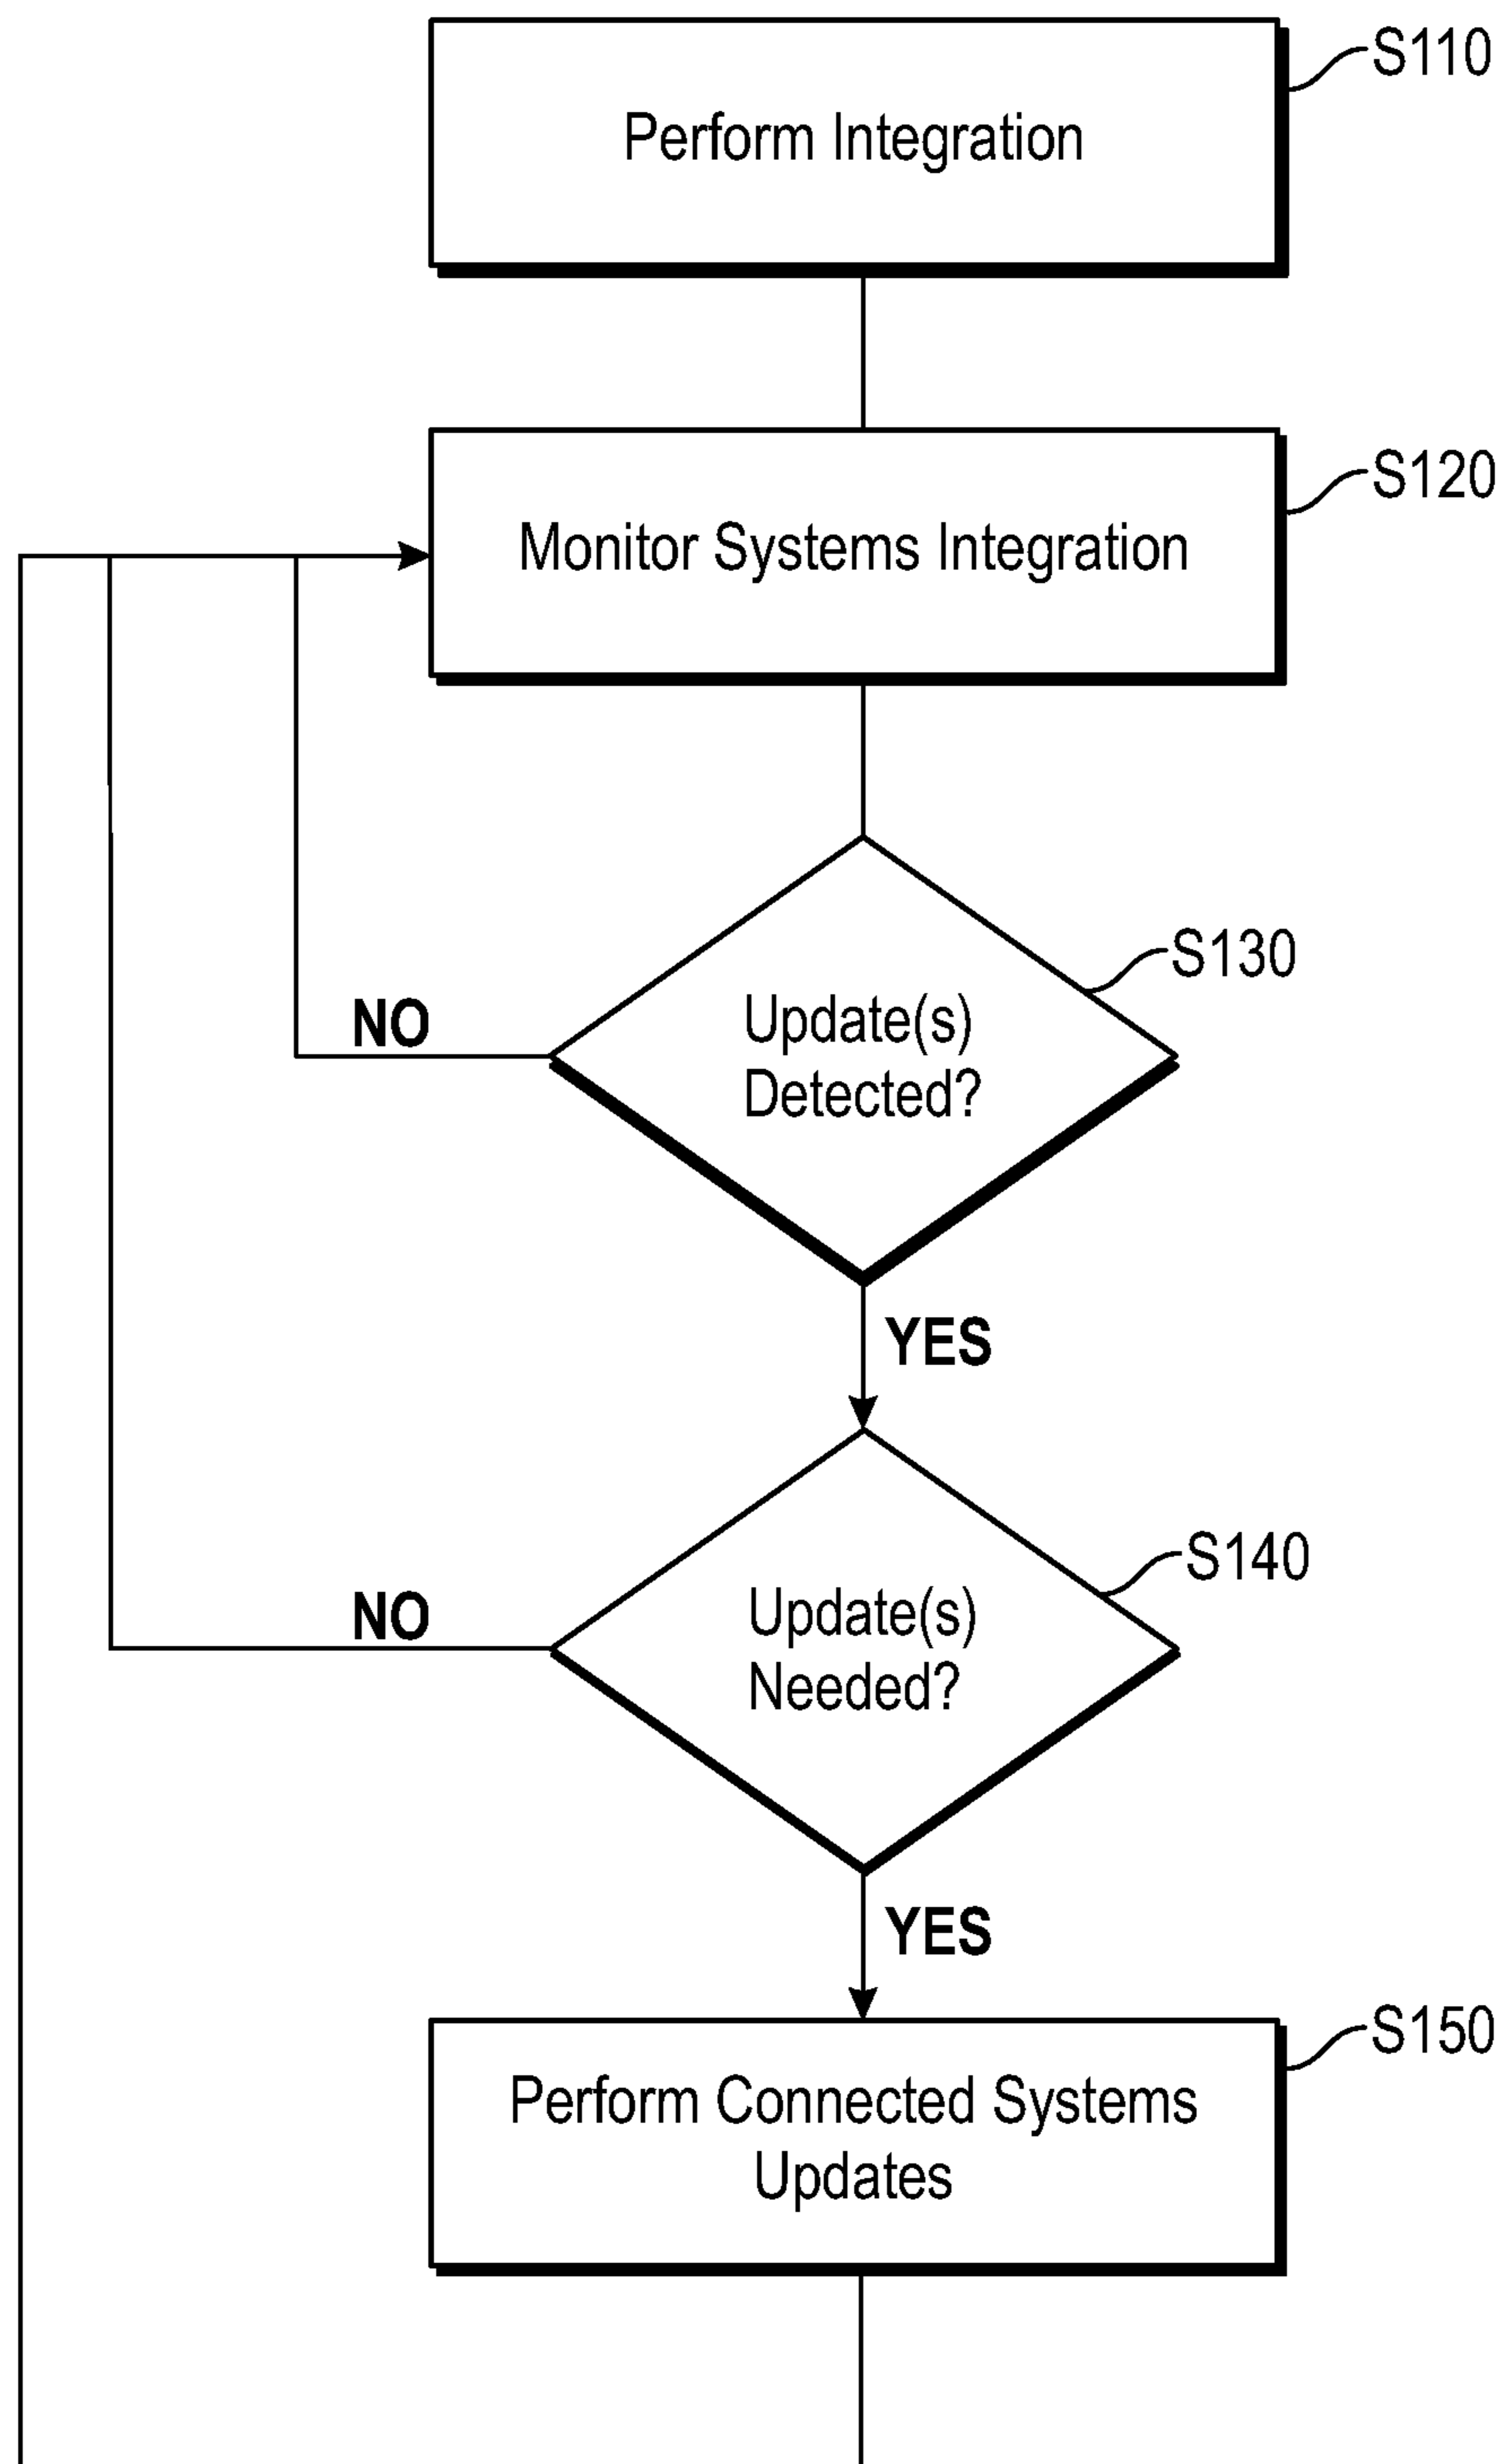 S110
Perform Integration
S120
Monitor Systems Integration
S130
Update(s)
Detected?
NO
YES
S140
Update(s)
Needed?
NO
YES
S150
Perform Connected Systems
Updates